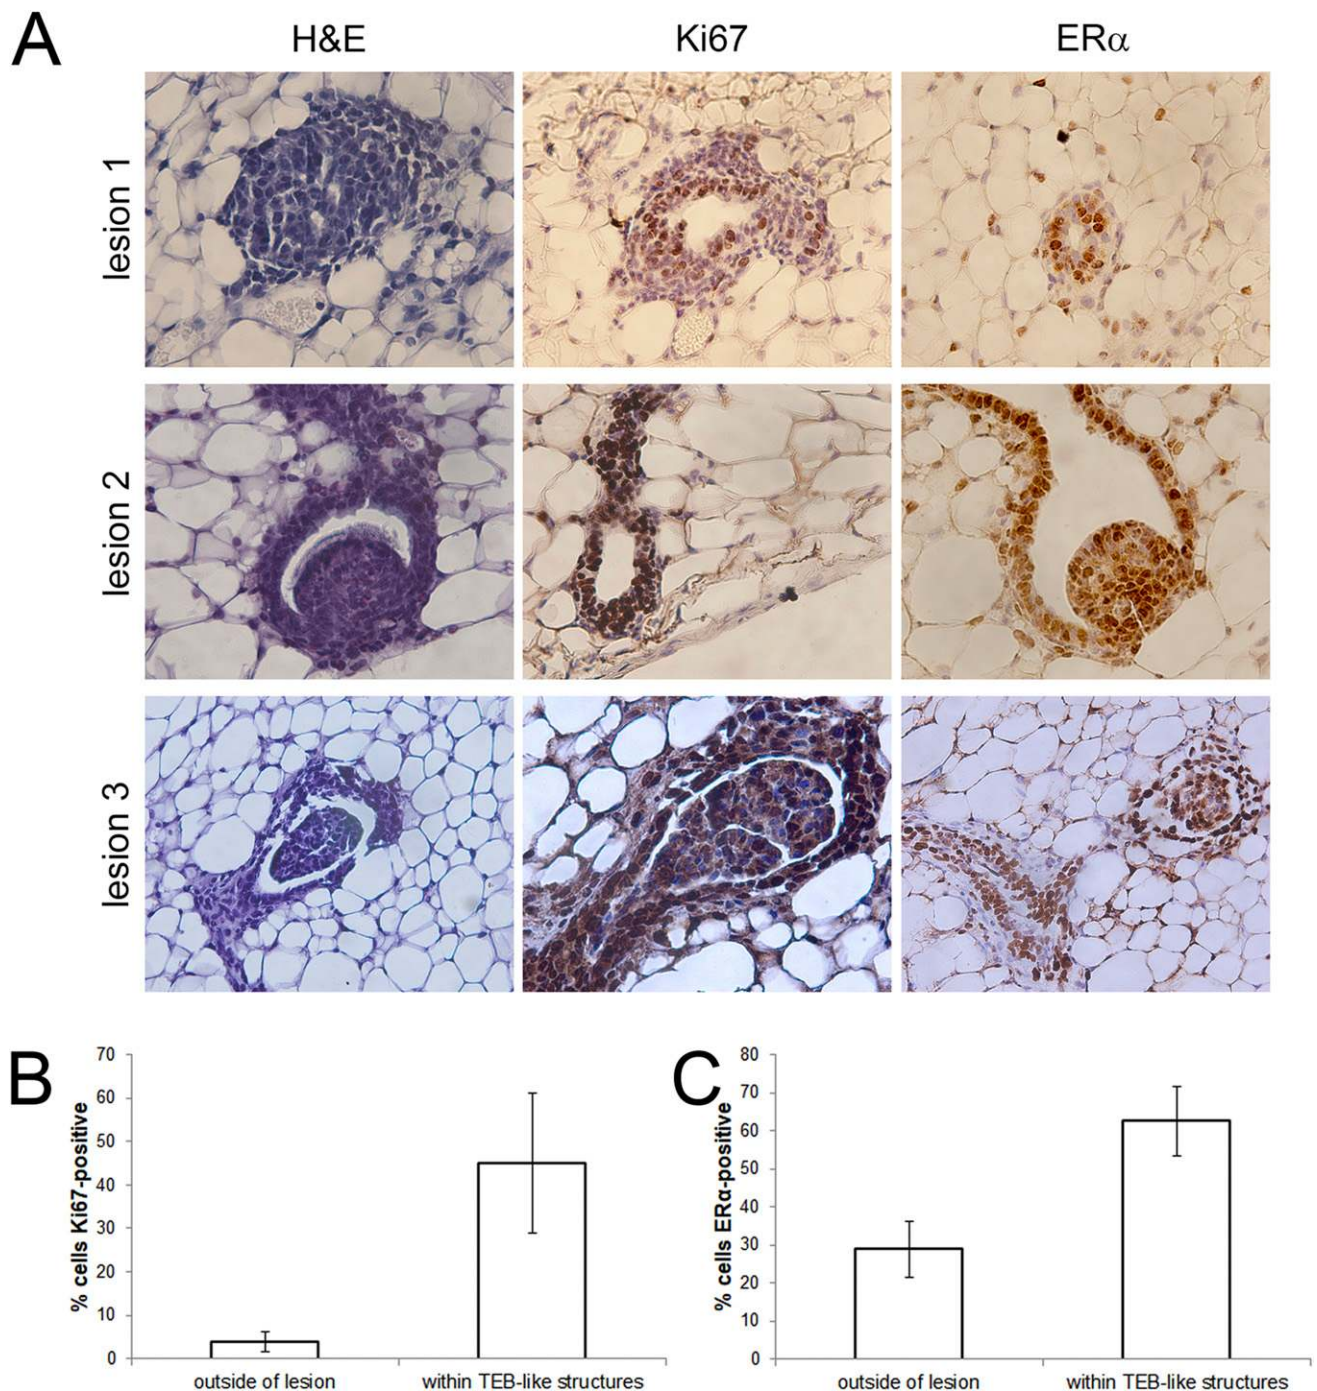 A
H&E
Ki67
ERα
lesion 1
lesion 2
lesion 3
B
% cells Ki67-positive
70
60
50
40
30
20
10
0
outside of lesion
within TEB-like structures
C
% cells ERα-positive
80
70
60
50
40
30
20
10
0
outside of lesion
within TEB-like structures